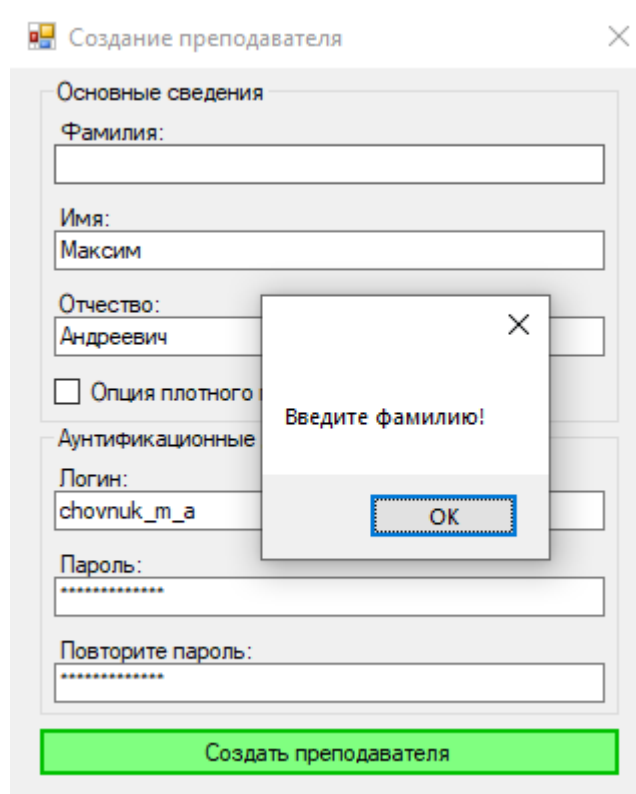 Создание преподавателя
Основные сведения
Фамилия:
Имя:
Максим
Отчество:
Андреевич
Опция плотного
Введите фамилию!
OK
Аунтификационные
Логин:
chovnuk_m_a
Пароль:
*************
Повторите пароль:
*************
Создать преподавателя